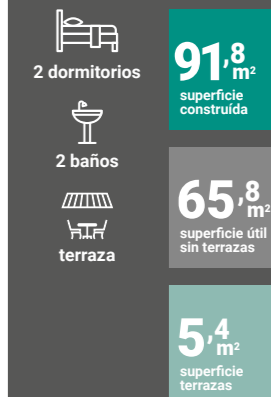 2 dormitorios
2 baños
terraza
91,8 m²
superficie
construída
65,8 m²
superficie útil
sin terrazas
5,4 m²
superficie
terrazas